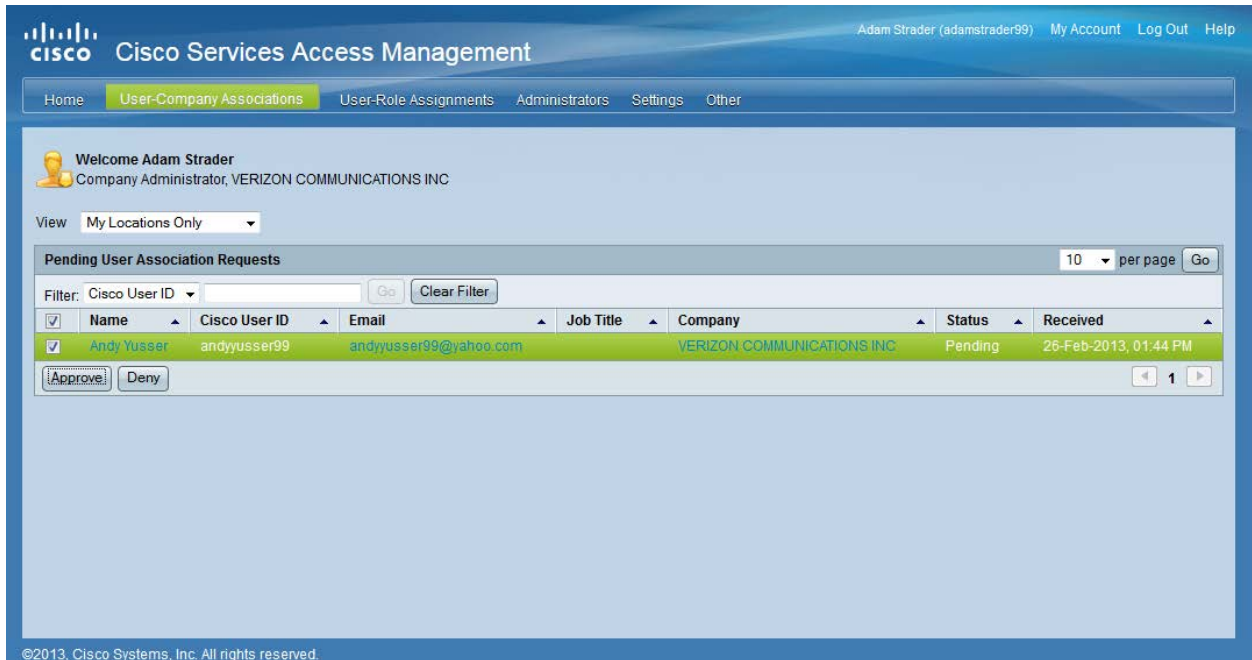 Adam Strader (adamstrader99) My Account Log Out Help
CISCO Cisco Services Access Management
Home User-Company Associations User-Role Assignments Administrators Settings Other
Welcome Adam Strader
Company Administrator, VERIZON COMMUNICATIONS INC
View My Locations Only
Pending User Association Requests 10 per page Go
Filter: Cisco User ID Go Clear Filter
Name Cisco User ID Email Job Title Company Status Received
Andy Yusser andyyusser99 andyyusser99@yahoo.com VERIZON COMMUNICATIONS INC Pending 26-Feb-2013, 01:44 PM
Approve Deny 1
©2013, Cisco Systems, Inc. All rights reserved.